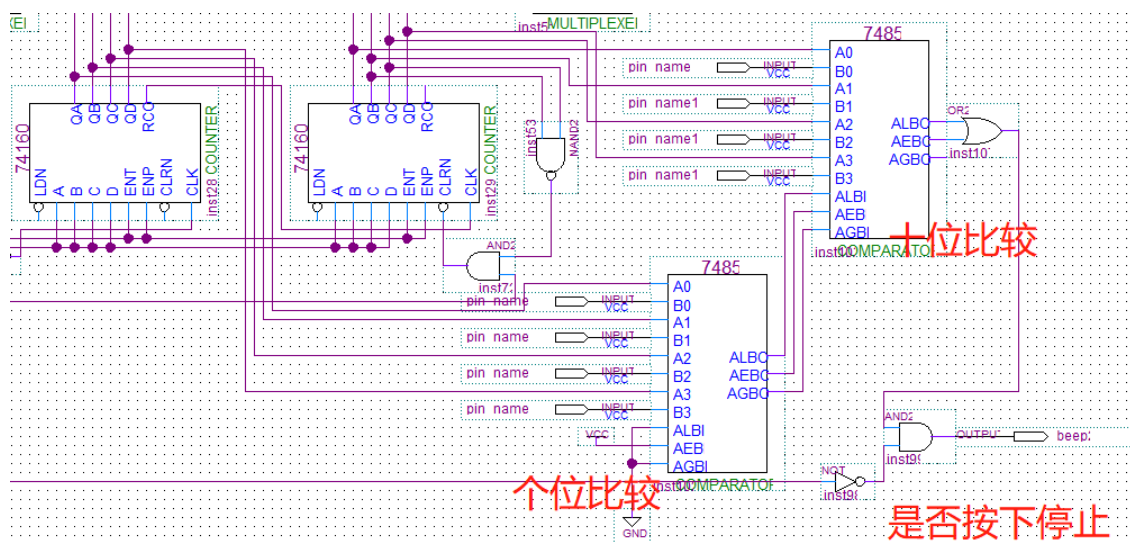 MULTIPLEXE
inst5
7485
A0
B0
A1
B1
A2
B2
A3
B3
ALBI
AEB
AGBI
ALBO
AEBO
AGBO
COMPARATO
十位比较
pin name
INPUT
VCC
pin name1
INPUT
VCC
pin name1
INPUT
VCC
pin name1
INPUT
VCC
OR2
inst10
QA
QB
QC
QD
RCO
74160
COUNTER
LDN
A
B
C
D
ENT
ENP
CLRN
CLK
inst28
QA
QB
QC
QD
RCO
74160
COUNTER
LDN
A
B
C
D
ENT
ENP
CLRN
CLK
inst29
inst53
NAND2
AND2
inst7
7485
A0
B0
A1
B1
A2
B2
A3
B3
ALBI
AEB
AGBI
ALBO
AEBO
AGBO
COMPARATOR
个位比较
pin name
INPUT
VCC
pin name
INPUT
VCC
pin name
INPUT
VCC
pin name
INPUT
VCC
VCC
GND
AND2
OUTPUT
beep
NOT
inst98
是否按下停止